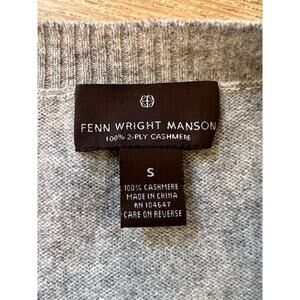 FENN WRIGHT MANSON
100% 2-PLY CASHMERE
S
100% CASHMERE
MADE IN CHINA
RN 104647
CARE ON REVERSE